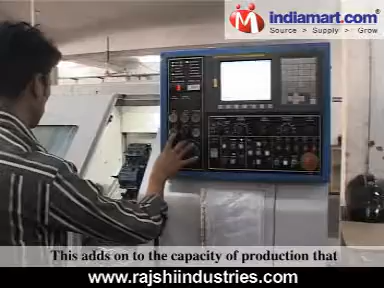 indiamart.com
Source > Supply > Grow
This adds on to the capacity of production that
www.rajshiindustries.com